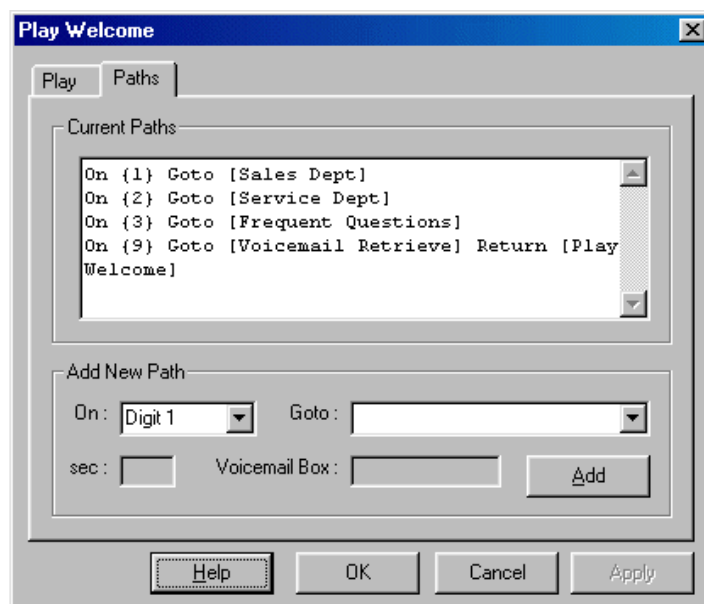 Play Welcome
Play Paths
Current Paths
On {1} Goto [Sales Dept]
On {2} Goto [Service Dept]
On {3} Goto [Frequent Questions]
On {9} Goto [Voicemail Retrieve] Return [Play
Welcome]
Add New Path
On : Digit 1 Goto :
sec : Voicemail Box : Add
Help OK Cancel Apply